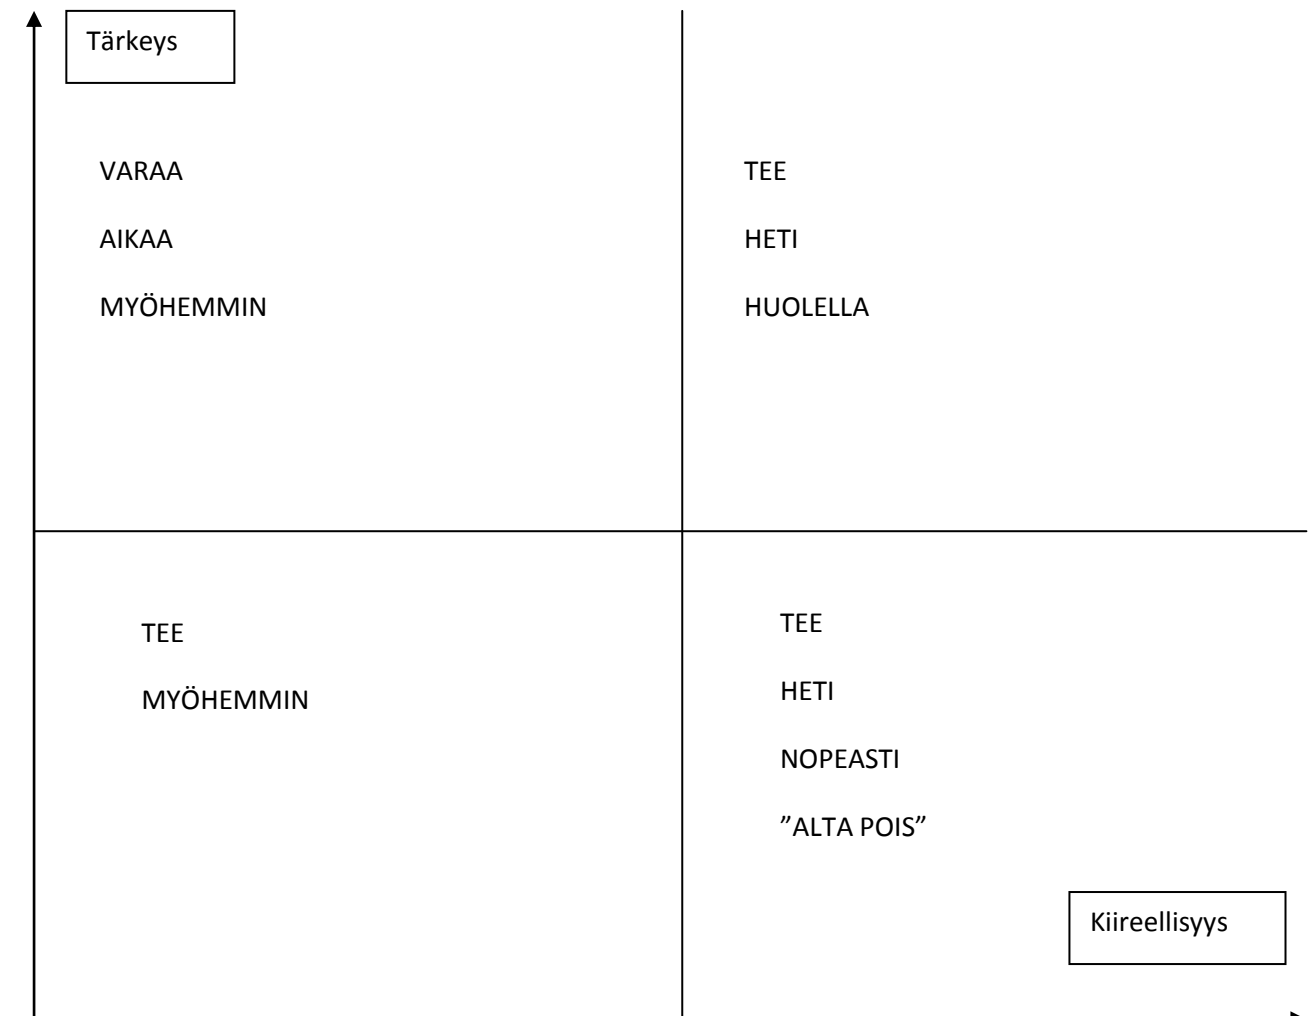 Tärkeys
VARAA
AIKAA
MYÖHEMMIN
TEE
HETI
HUOLELLA
TEE
MYÖHEMMIN
TEE
HETI
NOPEASTI
”ALTA POIS”
Kiireellisyys